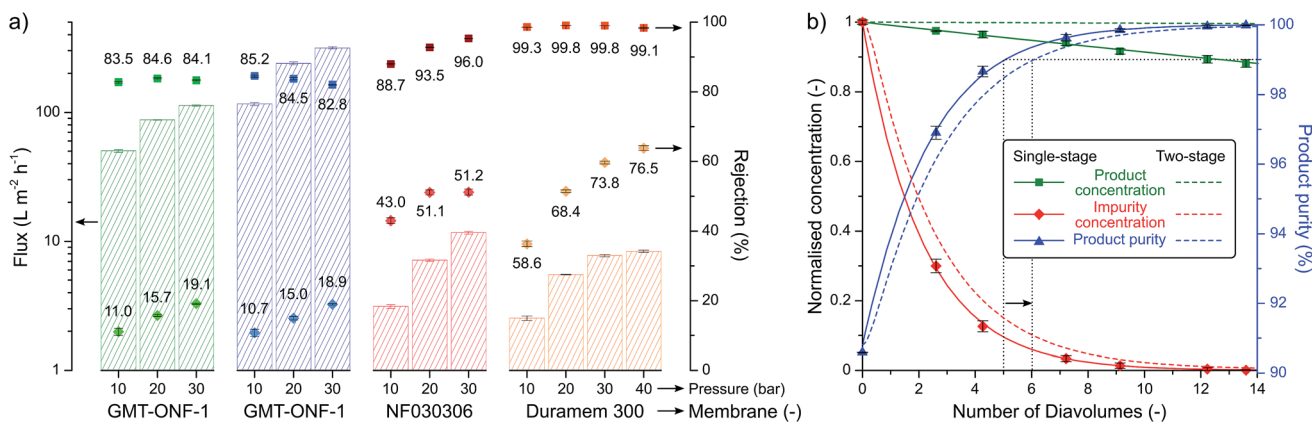 a)
Flux (L m⁻² h⁻¹)
100
10
1
83.5 84.6 84.1
11.0 15.7 19.1
85.2 84.5 82.8
10.7 15.0 18.9
88.7 93.5 96.0
43.0 51.1 51.2
99.3 99.8 99.8 99.1
58.6 68.4 73.8 76.5
100
80
60
40
20
0
Rejection (%)
10 20 30 10 20 30 10 20 30 10 20 30 40
Pressure (bar)
GMT-ONF-1 GMT-ONF-1 NF030306 Duramem 300
Membrane (-)
b)
Normalised concentration (-)
1
0.8
0.6
0.4
0.2
0
Single-stage Two-stage
Product
concentration
Impurity
concentration
Product purity
100
98
96
94
92
90
Product purity (%)
0 2 4 6 8 10 12 14
Number of Diavolumes (-)